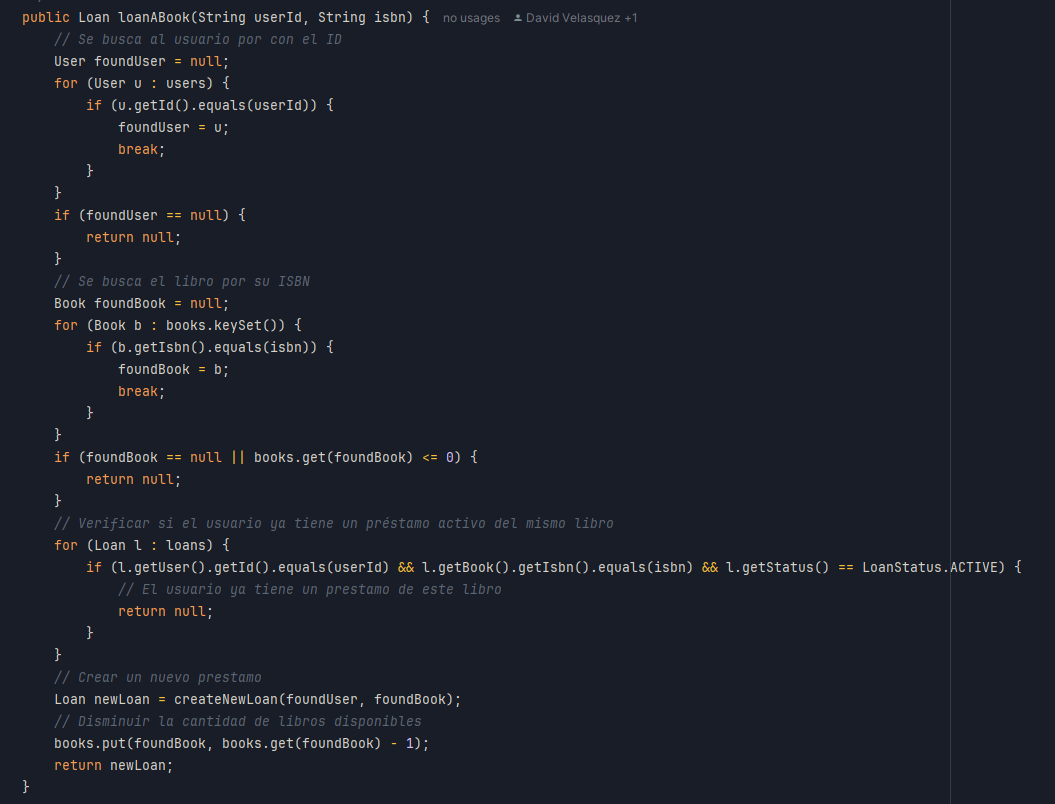 public Loan loanABook(String userId, String isbn) { no usages David Velasquez +1
    // Se busca al usuario por con el ID
    User foundUser = null;
    for (User u : users) {
        if (u.getId().equals(userId)) {
            foundUser = u;
            break;
        }
    }
    if (foundUser == null) {
        return null;
    }
    // Se busca el libro por su ISBN
    Book foundBook = null;
    for (Book b : books.keySet()) {
        if (b.getIsbn().equals(isbn)) {
            foundBook = b;
            break;
        }
    }
    if (foundBook == null || books.get(foundBook) <= 0) {
        return null;
    }
    // Verificar si el usuario ya tiene un préstamo activo del mismo libro
    for (Loan l : loans) {
        if (l.getUser().getId().equals(userId) && l.getBook().getIsbn().equals(isbn) && l.getStatus() == LoanStatus.ACTIVE) {
            // El usuario ya tiene un prestamo de este libro
            return null;
        }
    }
    // Crear un nuevo prestamo
    Loan newLoan = createNewLoan(foundUser, foundBook);
    // Disminuir la cantidad de libros disponibles
    books.put(foundBook, books.get(foundBook) - 1);
    return newLoan;
}